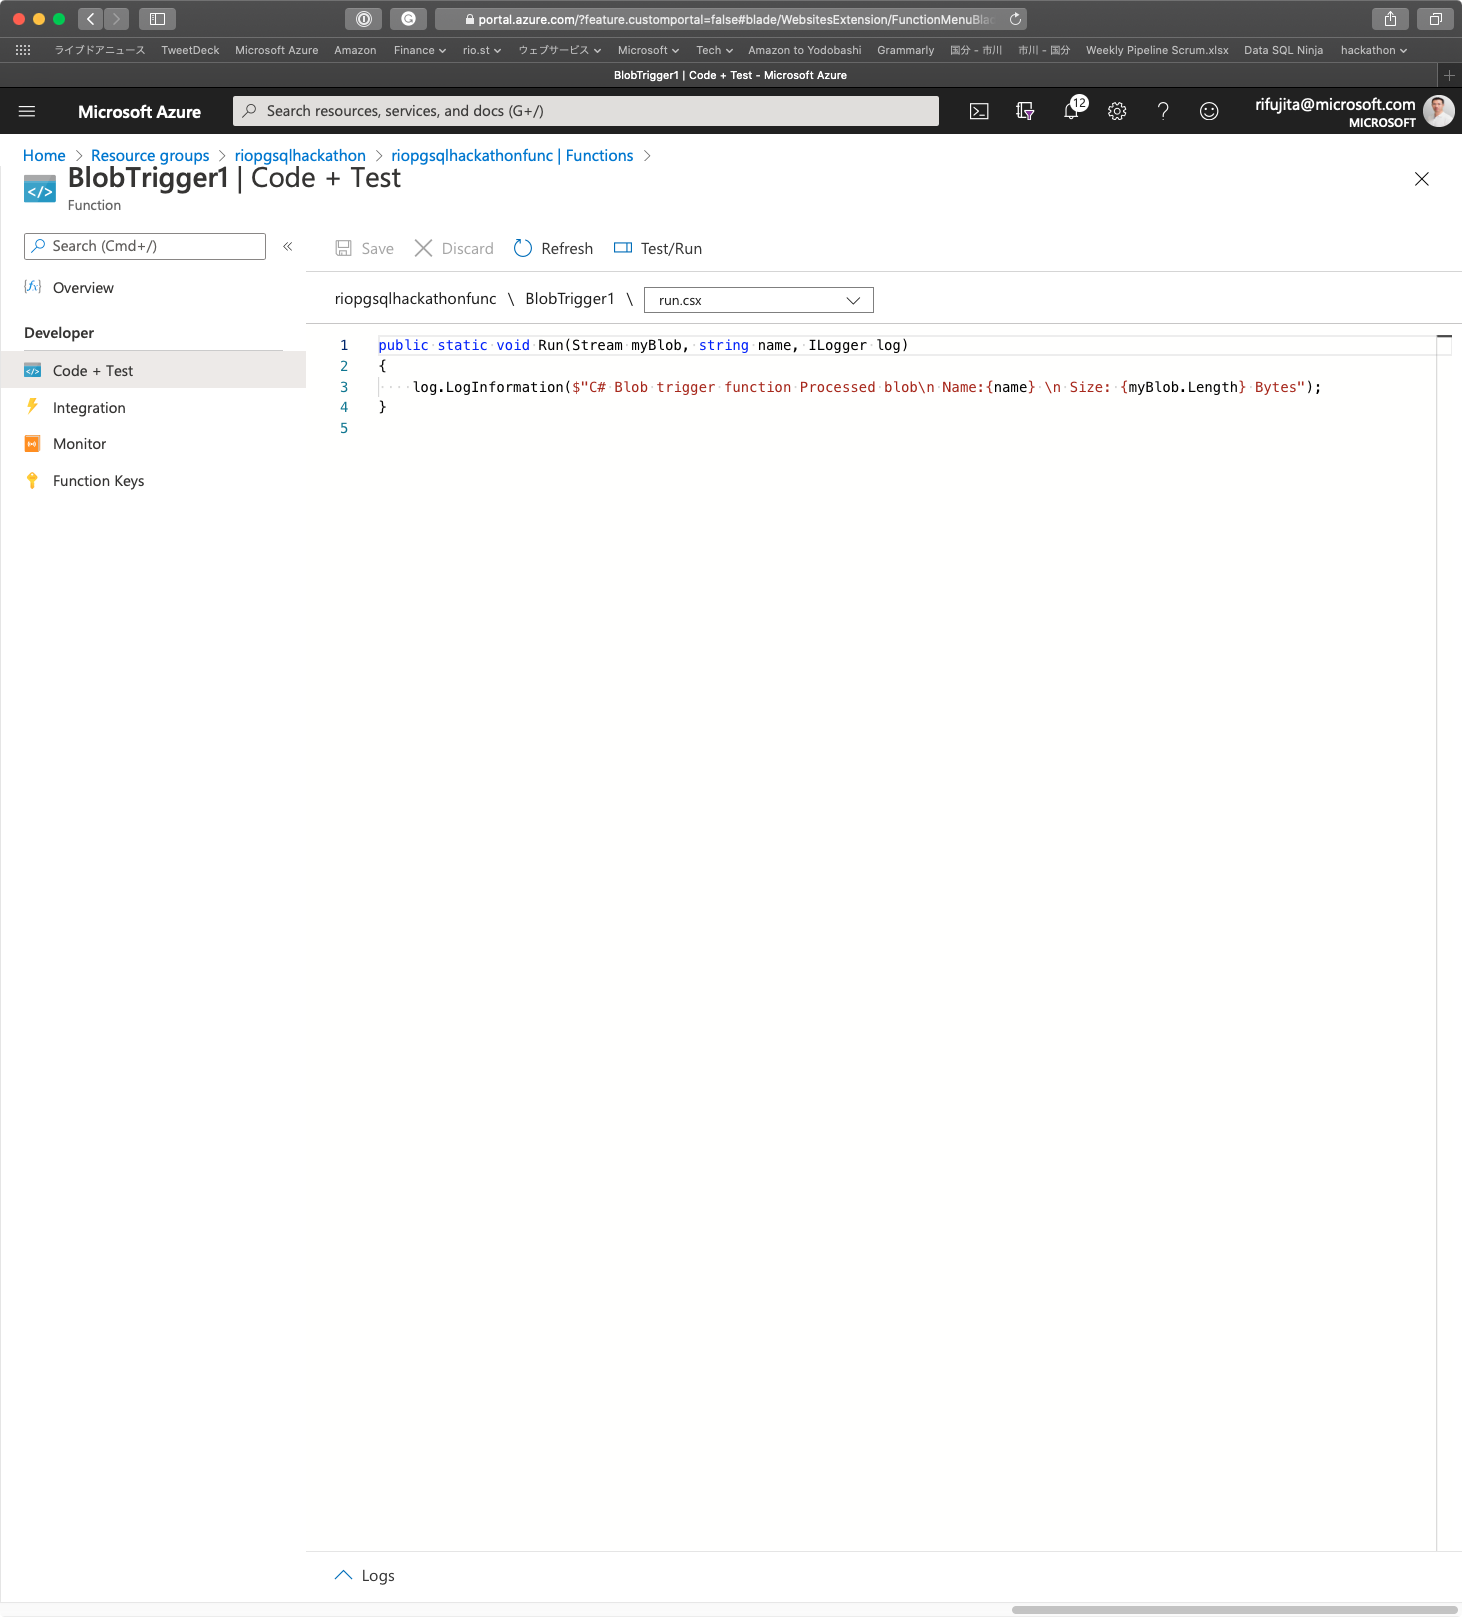 portal.azure.com/?feature.customportal=false#blade/WebsitesExtension/FunctionMenuBla
ライブドアニュース TweetDeck Microsoft Azure Amazon Finance rio.st ウェブサービス Microsoft Tech Amazon to Yodobashi Grammarly 国分 - 市川 市川 - 国分 Weekly Pipeline Scrum.xlsx Data SQL Ninja hackathon
BlobTrigger1 | Code + Test - Microsoft Azure
Microsoft Azure Search resources, services, and docs (G+/) 12 rifujita@microsoft.com
MICROSOFT
Home > Resource groups > riopgsqlhackathon > riopgsqlhackathonfunc | Functions >
BlobTrigger1 | Code + Test
Function
Search (Cmd+/) « Save Discard Refresh Test/Run
Overview
riopgsqlhackathonfunc \ BlobTrigger1 \ run.csx
Developer
Code + Test
Integration
Monitor
Function Keys
1 public static void Run(Stream myBlob, string name, ILogger log)
2 {
3 log.LogInformation($"C# Blob trigger function Processed blob\n Name:{name} \n Size: {myBlob.Length} Bytes");
4 }
5
Logs